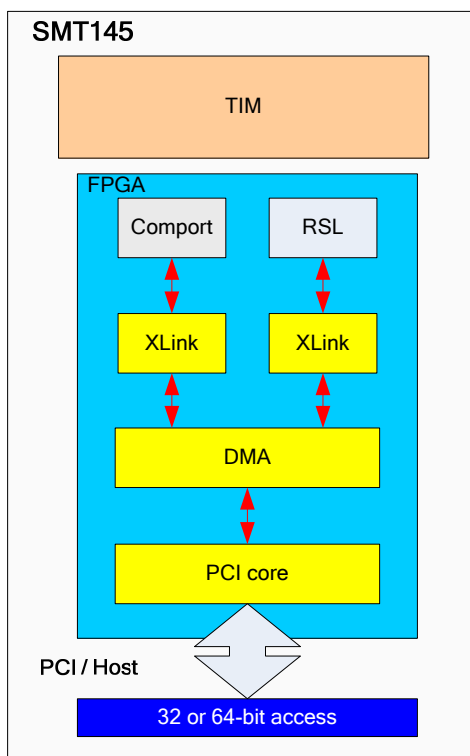 SMT145
TIM
FPGA
Comport
RSL
XLink
XLink
DMA
PCI core
PCI / Host
32 or 64-bit access